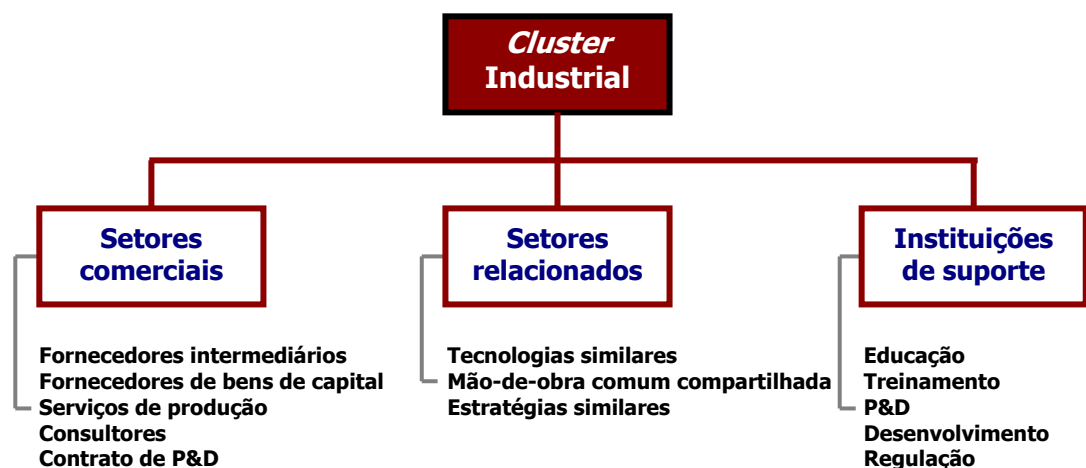 Cluster
Industrial
Setores
comerciais
Fornecedores intermediários
Fornecedores de bens de capital
Serviços de produção
Consultores
Contrato de P&D
Setores
relacionados
Tecnologias similares
Mão-de-obra comum compartilhada
Estratégias similares
Instituições
de suporte
Educação
Treinamento
P&D
Desenvolvimento
Regulação